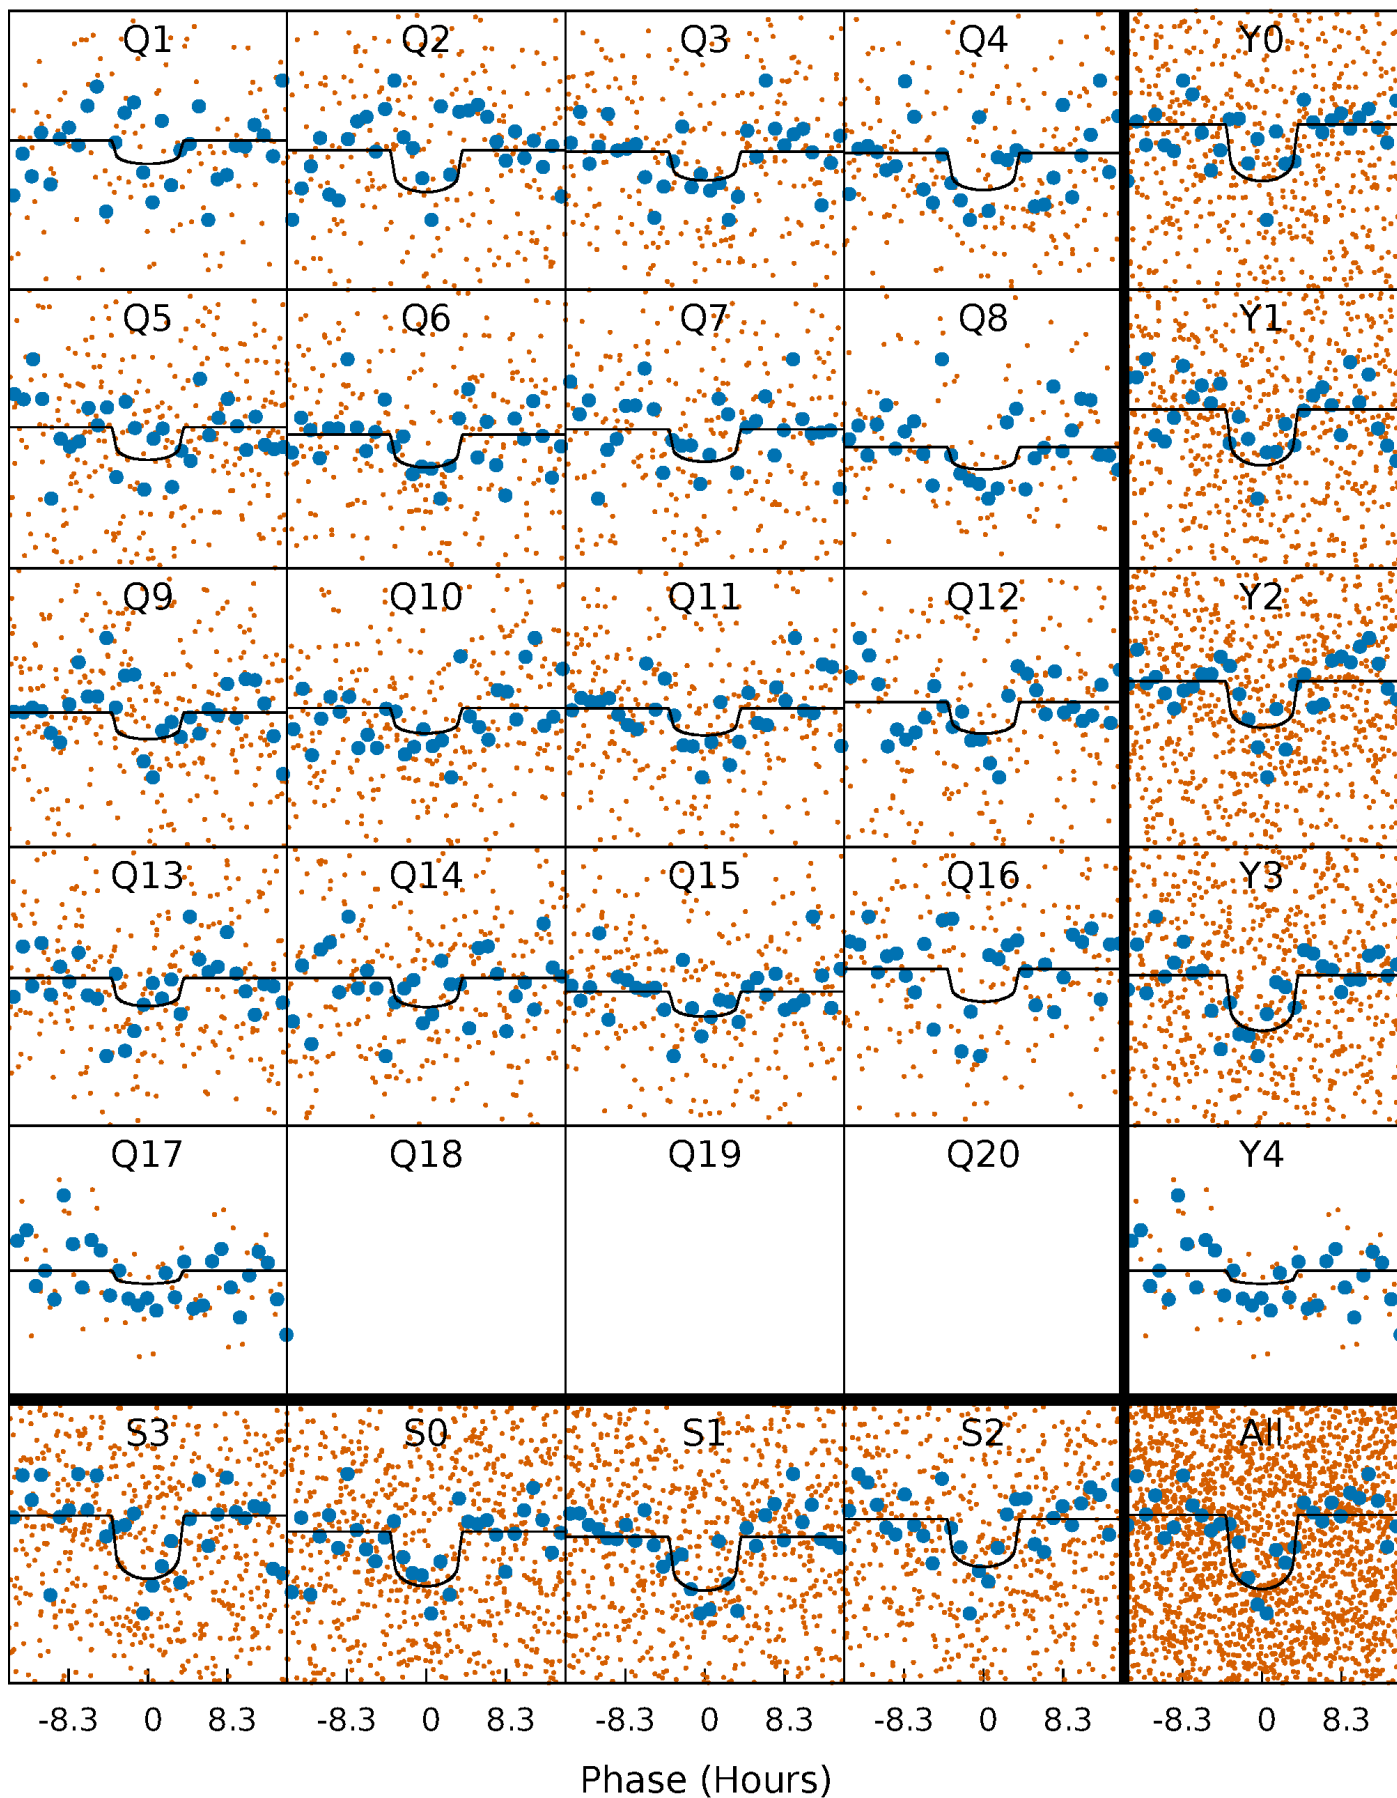 Q1 Q2 Q3 Q4 Y0
Q5 Q6 Q7 Q8 Y1
Q9 Q10 Q11 Q12 Y2
Q13 Q14 Q15 Q16 Y3
Q17 Q18 Q19 Q20 Y4
S3 S0 S1 S2 All
-8.3 0 8.3 -8.3 0 8.3 -8.3 0 8.3 -8.3 0 8.3 -8.3 0 8.3
Phase (Hours)